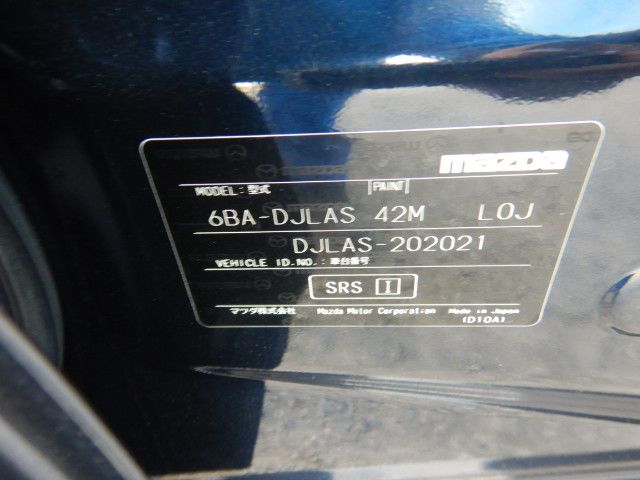 mazda
MODEL: 型式 PAINT
6BA-DJLAS 42M L0J
DJLAS-202021
VEHICLE ID.NO.: 車台番号
SRS I
マツダ株式会社 Mazda Motor Corporation Made in Japan
(D10A)